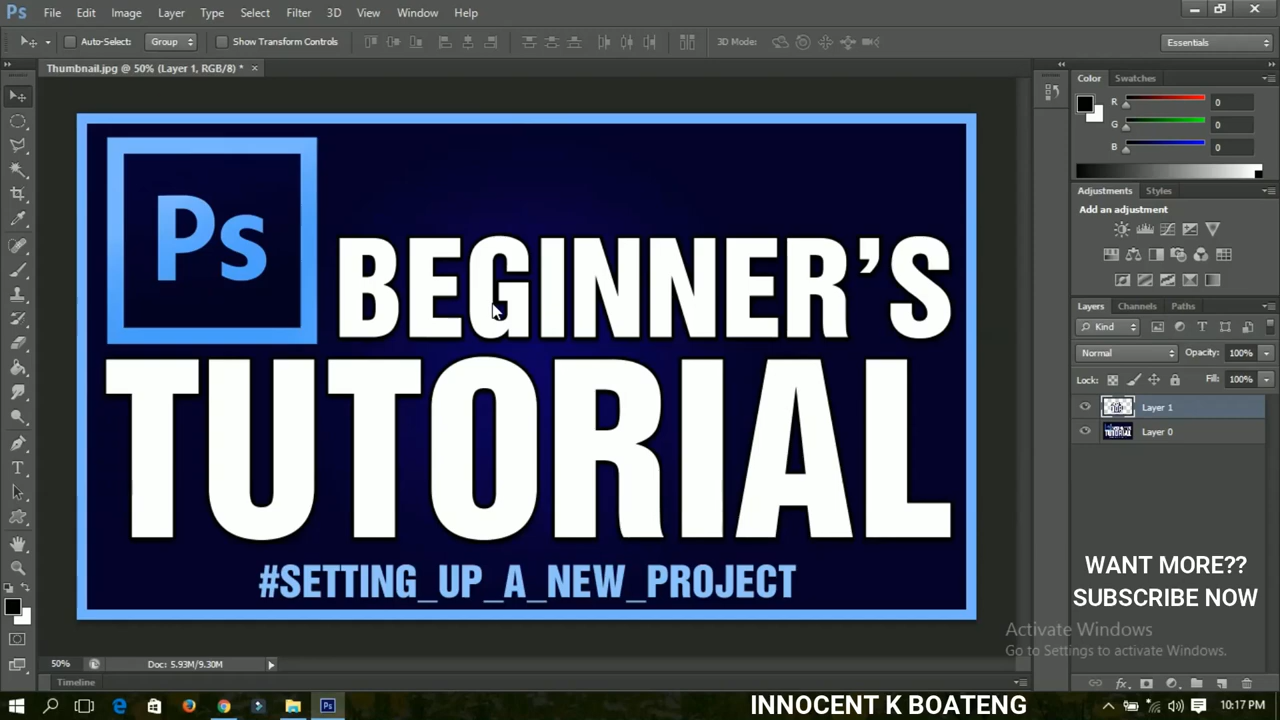 Ps File Edit Image Layer Type Select Filter 3D View Window Help
Auto-Select: Group Show Transform Controls 3D Mode: Essentials
Thumbnail.jpg @ 50% (Layer 1, RGB/8) *
Color Swatches
R 0
G 0
B 0
Adjustments Styles
Add an adjustment
Ps
BEGINNER'S
TUTORIAL
#SETTING_UP_A_NEW_PROJECT
Layers Channels Paths
Kind
Normal Opacity: 100%
Lock: Fill: 100%
Layer 1
Layer 0
WANT MORE??
SUBSCRIBE NOW
Activate Windows
Go to Settings to activate Windows.
50% Doc: 5.93M/9.30M
Timeline
INNOCENT K BOATENG
10:17 PM